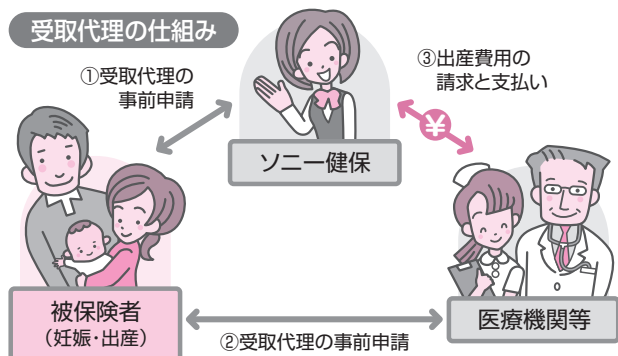 受取代理の仕組み
①受取代理の
事前申請
③出産費用の
請求と支払い
¥
ソニー健保
被保険者
（妊娠・出産）
医療機関等
②受取代理の事前申請